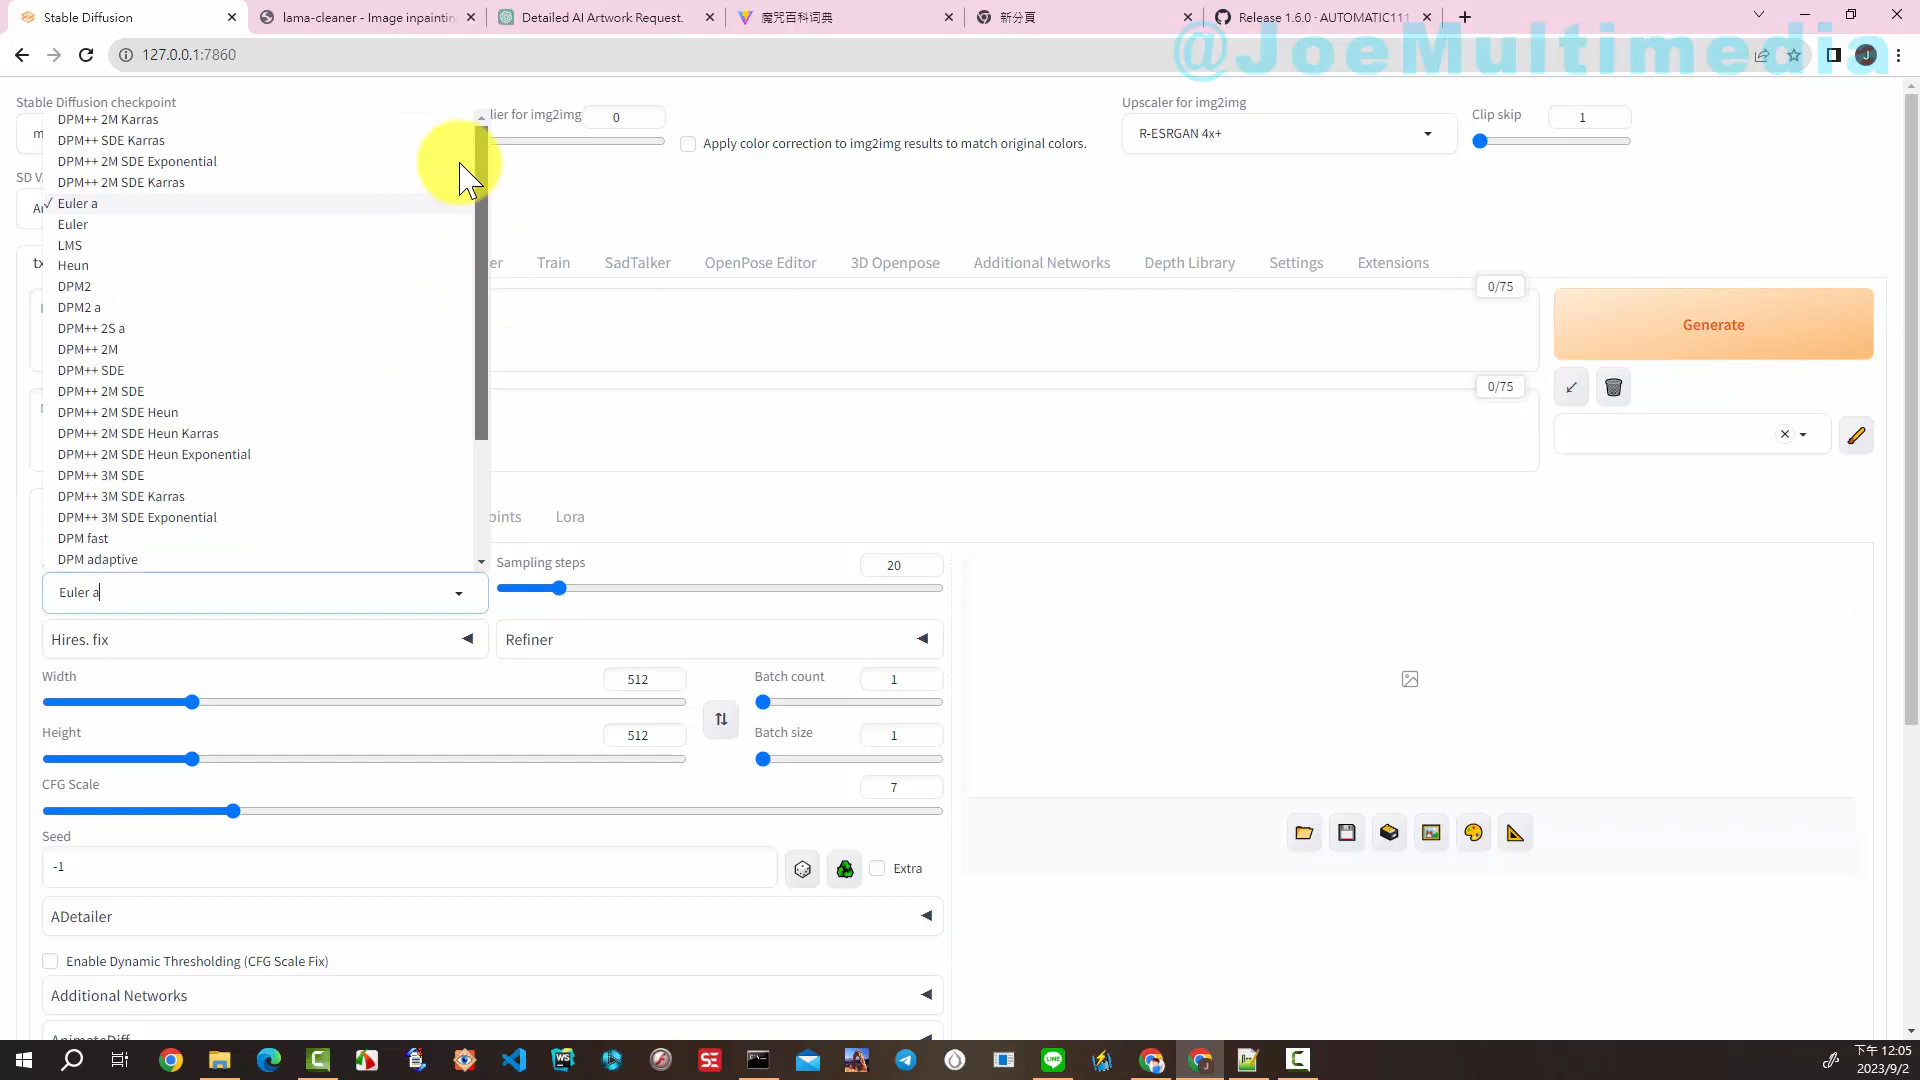 Stable Diffusion
lama-cleaner - Image inpainting
Detailed AI Artwork Request.
魔咒百科词典
新分頁
Release 1.6.0 · AUTOMATIC111
127.0.0.1:7860
@JoeMultimedia
Stable Diffusion checkpoint
lier for img2img
0
Apply color correction to img2img results to match original colors.
Upscaler for img2img
R-ESRGAN 4x+
Clip skip
1
DPM++ 2M Karras
DPM++ SDE Karras
DPM++ 2M SDE Exponential
DPM++ 2M SDE Karras
✓ Euler a
Euler
LMS
Heun
DPM2
DPM2 a
DPM++ 2S a
DPM++ 2M
DPM++ SDE
DPM++ 2M SDE
DPM++ 2M SDE Heun
DPM++ 2M SDE Heun Karras
DPM++ 2M SDE Heun Exponential
DPM++ 3M SDE
DPM++ 3M SDE Karras
DPM++ 3M SDE Exponential
DPM fast
DPM adaptive
Euler a
SD V
tx
er
Train
SadTalker
OpenPose Editor
3D Openpose
Additional Networks
Depth Library
Settings
Extensions
0/75
0/75
Generate
oints
Lora
Sampling steps
20
Hires. fix
Refiner
Width
512
Batch count
1
Height
512
Batch size
1
CFG Scale
7
Seed
-1
Extra
ADetailer
Enable Dynamic Thresholding (CFG Scale Fix)
Additional Networks
AnimateDiff
下午 12:05
2023/9/2